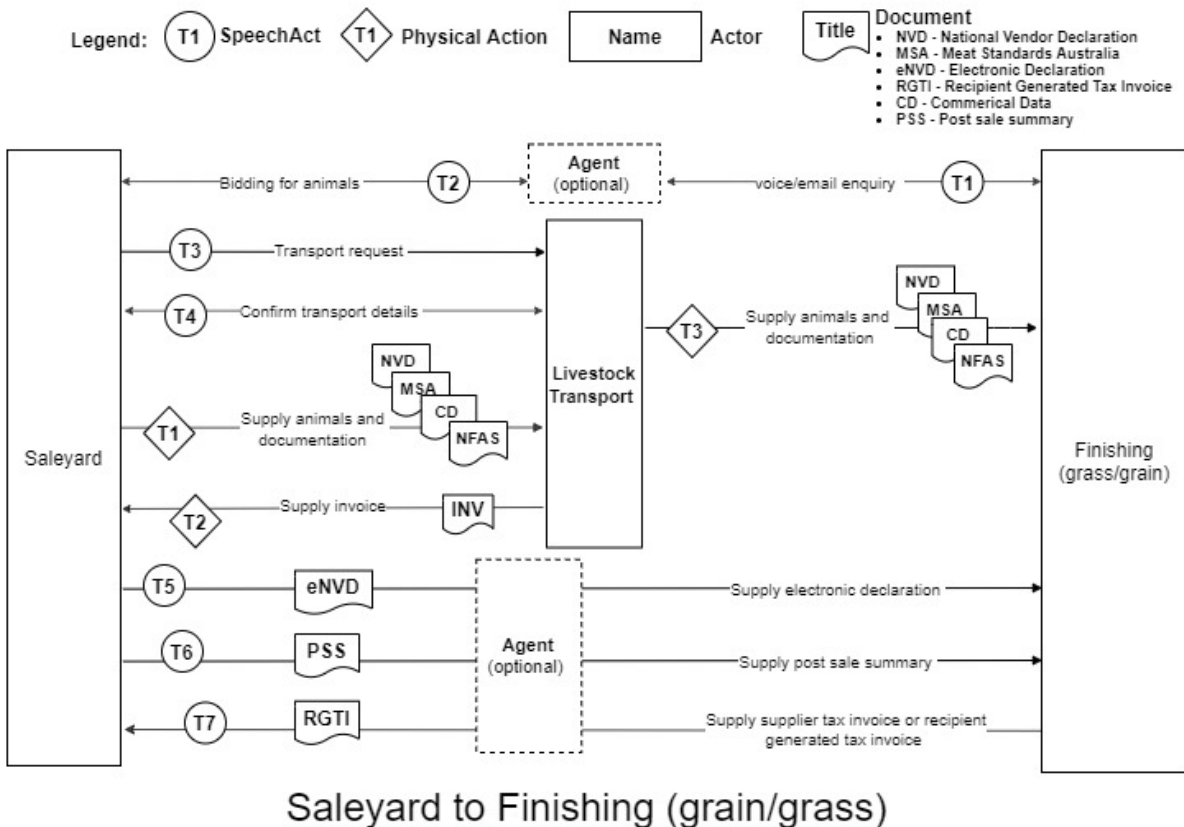 Legend: T1 SpeechAct T1 Physical Action Name Actor Title Document
• NVD - National Vendor Declaration
• MSA - Meat Standards Australia
• eNVD - Electronic Declaration
• RGTI - Recipient Generated Tax Invoice
• CD - Commerical Data
• PSS - Post sale summary
Saleyard
Bidding for animals T2
Agent
(optional)
voice/email enquiry T1
T3 Transport request
T4 Confirm transport details
NVD
MSA
CD
NFAS
T1 Supply animals and
documentation
Supply invoice INV
T2
Livestock
Transport
T3 Supply animals and
documentation
NVD
MSA
CD
NFAS
Finishing
(grass/grain)
T5 eNVD
Supply electronic declaration
T6 PSS
Agent
(optional)
Supply post sale summary
T7 RGTI
Supply supplier tax invoice or recipient
generated tax invoice
Saleyard to Finishing (grain/grass)